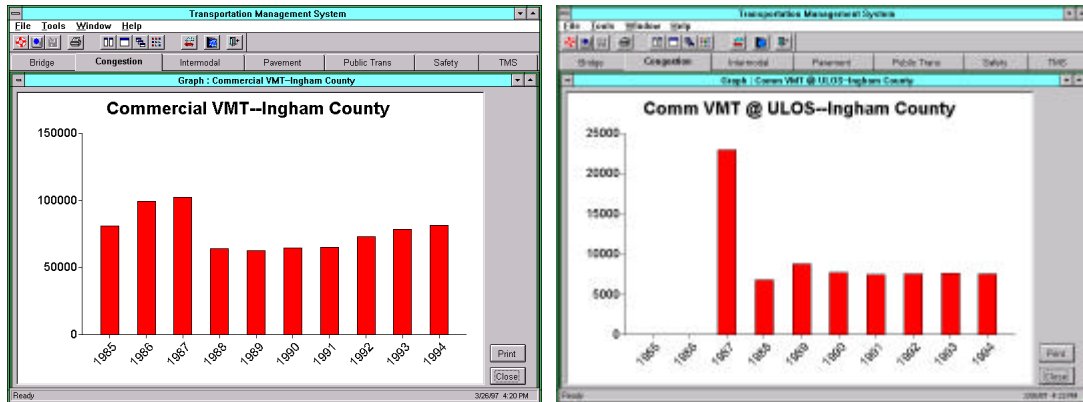 Transportation Management System
File Tools Window Help
Bridge Congestion Intermodal Pavement Public Trans Safety TMS
Graph : Commercial VMT--Ingham County
Commercial VMT--Ingham County
150000
100000
50000
0
1985 1986 1987 1988 1989 1990 1991 1992 1993 1994
Print
Close
Ready 3/26/97 4:20 PM
Transportation Management System
File Tools Window Help
Bridge Congestion Intermodal Pavement Public Trans Safety TMS
Graph : Comm VMT @ ULOS--Ingham County
Comm VMT @ ULOS--Ingham County
25000
20000
15000
10000
5000
0
1985 1986 1987 1988 1989 1990 1991 1992 1993 1994
Print
Close
Ready